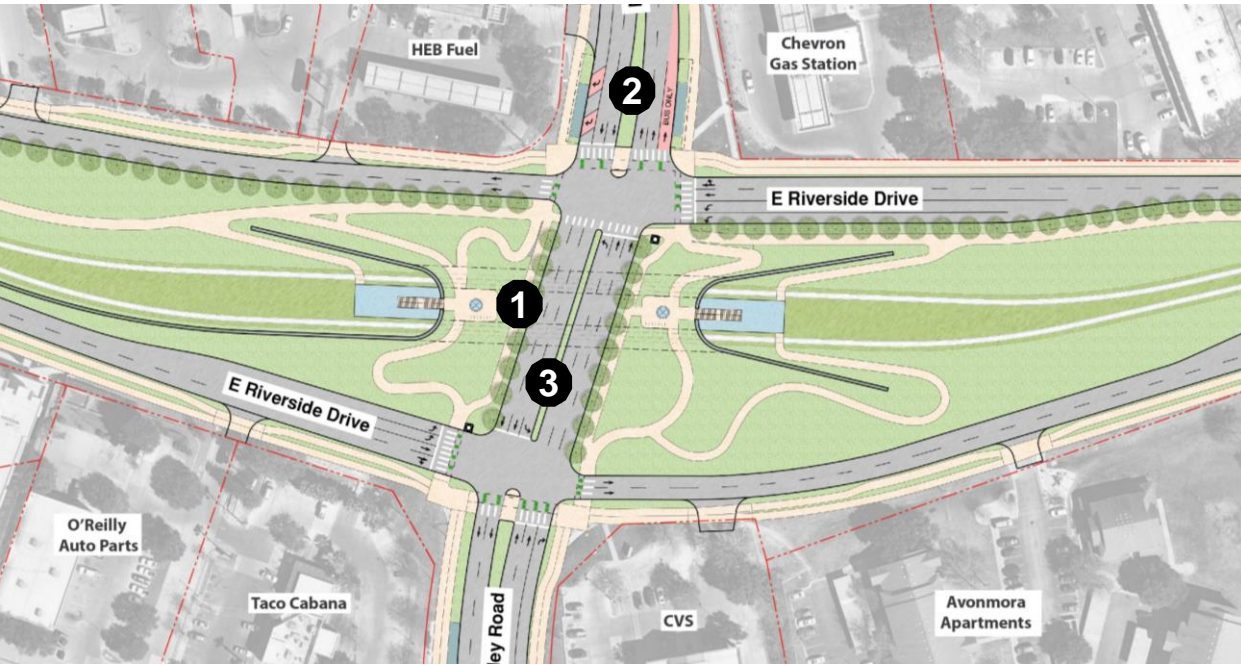 HEB Fuel
Chevron
Gas Station
2
BUS ONLY
E Riverside Drive
1
3
E Riverside Drive
O'Reilly
Auto Parts
Taco Cabana
ley Road
CVS
Avonmora
Apartments